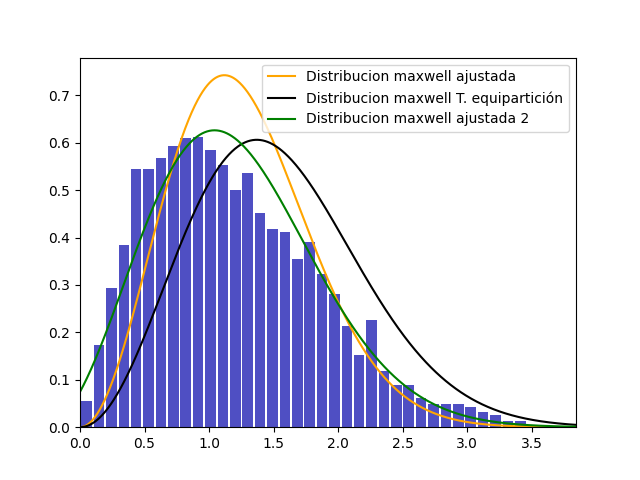 Distribucion maxwell ajustada
Distribucion maxwell T. equipartición
Distribucion maxwell ajustada 2
0.7
0.6
0.5
0.4
0.3
0.2
0.1
0.0
0.0 0.5 1.0 1.5 2.0 2.5 3.0 3.5